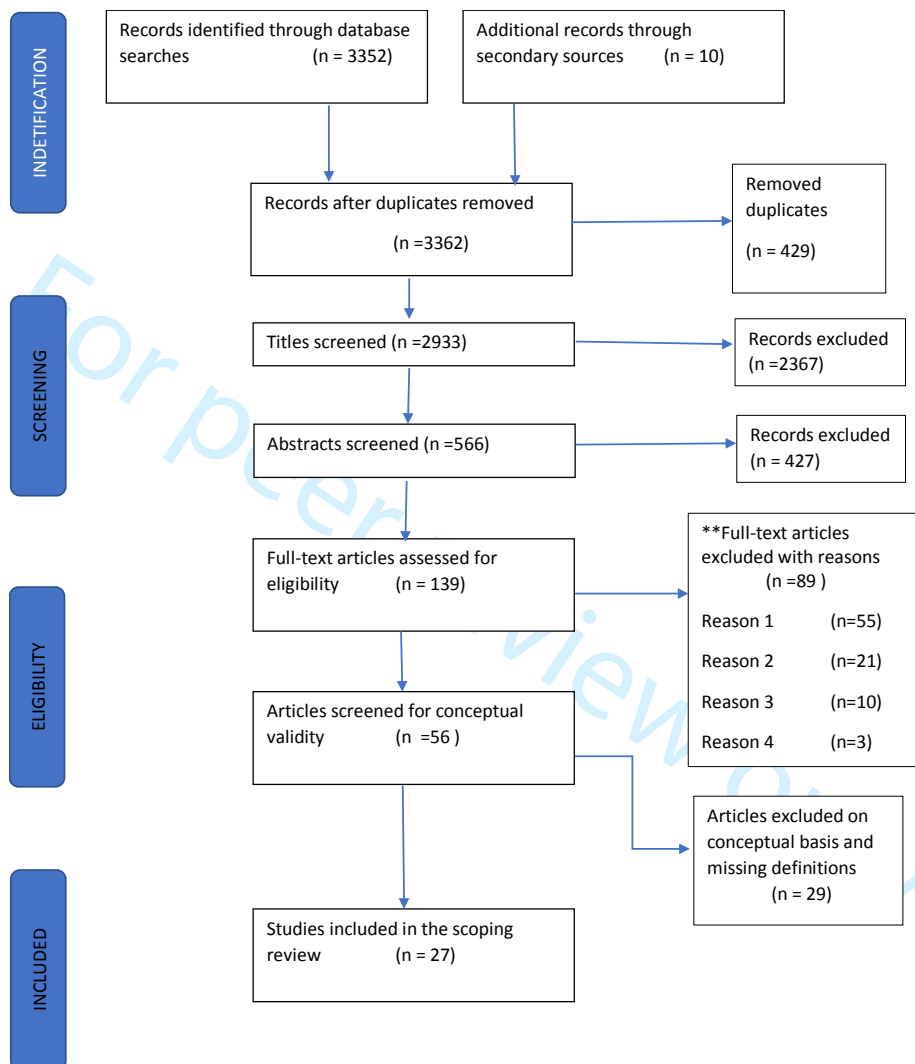 INDETIFICATION
Records identified through database
searches (n = 3352)
Additional records through
secondary sources (n = 10)
Records after duplicates removed
(n =3362)
Removed
duplicates
(n = 429)
SCREENING
Titles screened (n =2933)
Records excluded
(n =2367)
Abstracts screened (n =566)
Records excluded
(n = 427)
ELIGIBILITY
Full-text articles assessed for
eligibility (n = 139)
**Full-text articles
excluded with reasons
(n =89 )
Reason 1 (n=55)
Reason 2 (n=21)
Reason 3 (n=10)
Reason 4 (n=3)
Articles screened for conceptual
validity (n =56 )
Articles excluded on
conceptual basis and
missing definitions
(n = 29)
INCLUDED
Studies included in the scoping
review (n = 27)
For